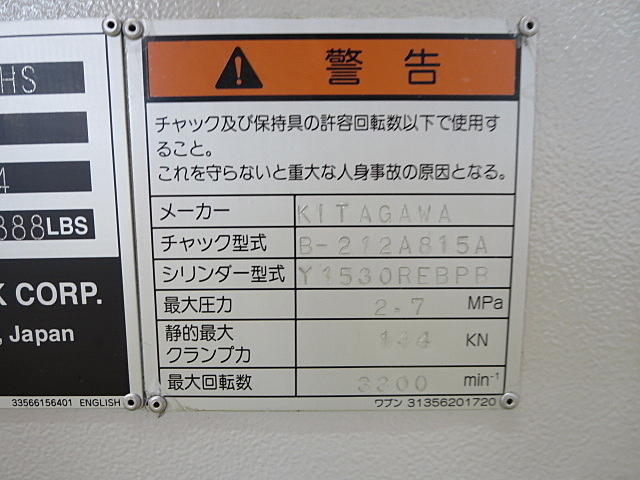 HS
4
888 LBS
K CORP.
, Japan
33566156401 ENGLISH
警告
チャック及び保持具の許容回転数以下で使用す
ること。
これを守らないと重大な人身事故の原因となる。
メーカー KITAGAWA
チャック型式 B-212A815A
シリンダー型式 Y1530REBPR
最大圧力 2.7 MPa
静的最大
クランプ力 144 KN
最大回転数 3300 min⁻¹
ワブン 31356201720